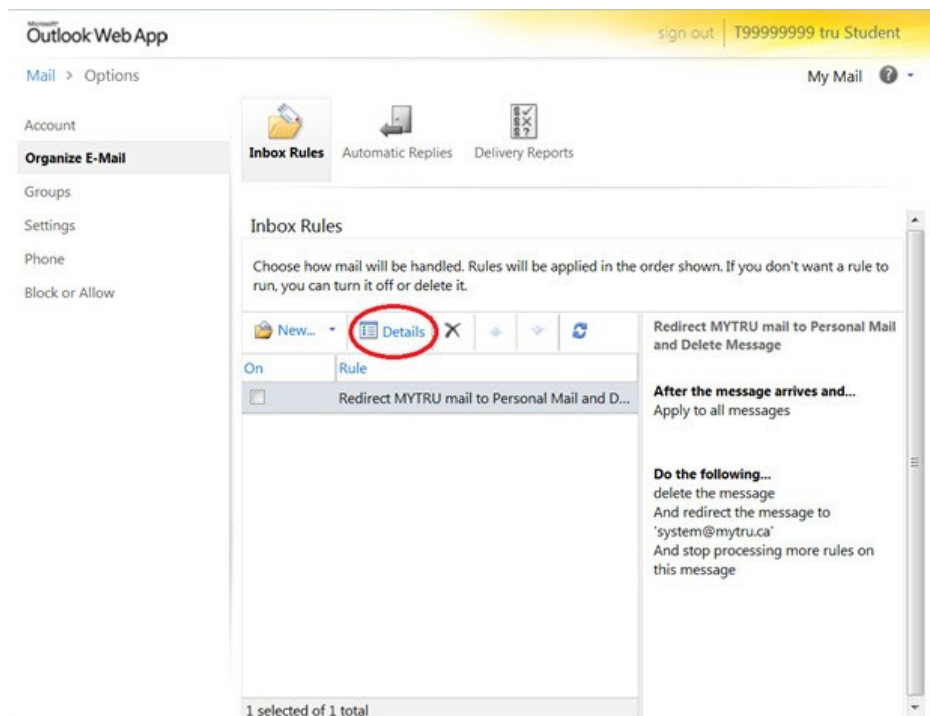 Microsoft
Outlook Web App
sign out T99999999 tru Student
Mail > Options
My Mail ?
Account
Organize E-Mail
Groups
Settings
Phone
Block or Allow
Inbox Rules Automatic Replies Delivery Reports
Inbox Rules
Choose how mail will be handled. Rules will be applied in the order shown. If you don't want a rule to
run, you can turn it off or delete it.
New... Details
On Rule
Redirect MYTRU mail to Personal Mail and D...
1 selected of 1 total
Redirect MYTRU mail to Personal Mail
and Delete Message
After the message arrives and...
Apply to all messages
Do the following...
delete the message
And redirect the message to
'system@mytru.ca'
And stop processing more rules on
this message